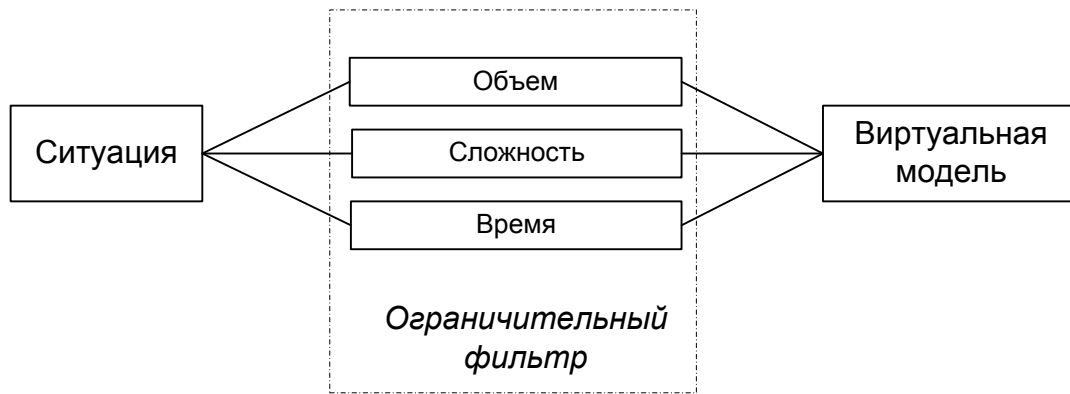 Объем
Ситуация
Сложность
Виртуальная
модель
Время
Ограничительный
фильтр